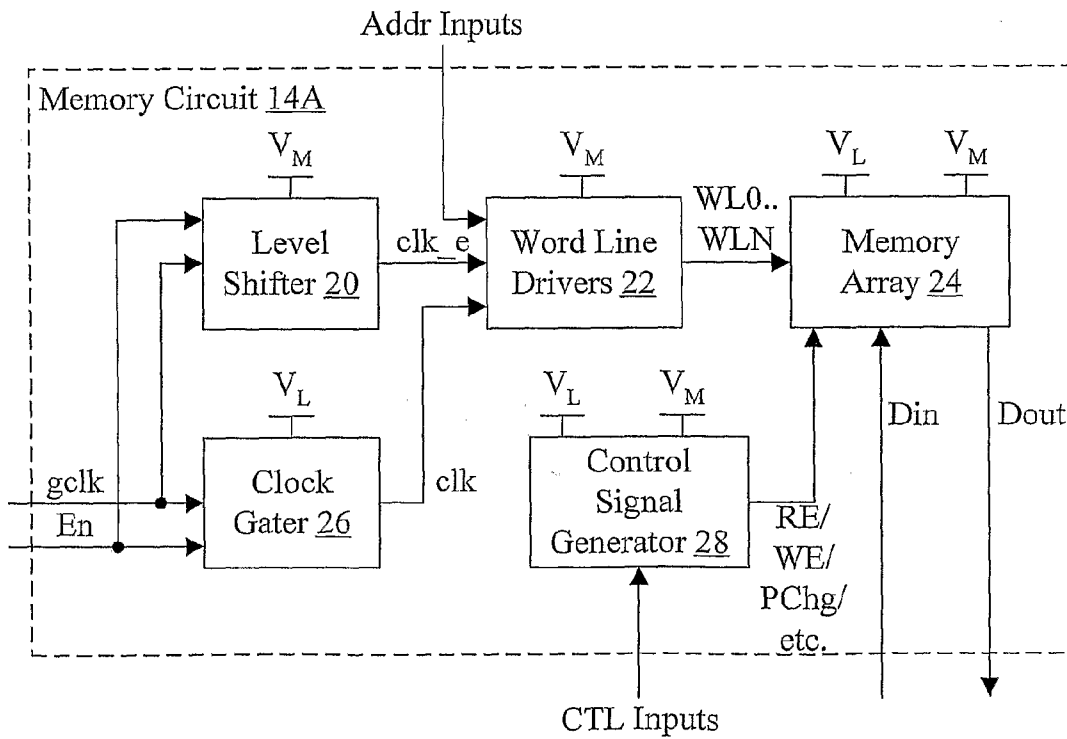 Addr Inputs
Memory Circuit 14A
V_M
V_M
V_L
V_M
Level
Shifter 20
clk_e
Word Line
Drivers 22
WL0..
WLN
Memory
Array 24
V_L
V_L
V_M
Din
Dout
gclk
En
Clock
Gater 26
clk
Control
Signal
Generator 28
RE/
WE/
PChg/
etc.
CTL Inputs